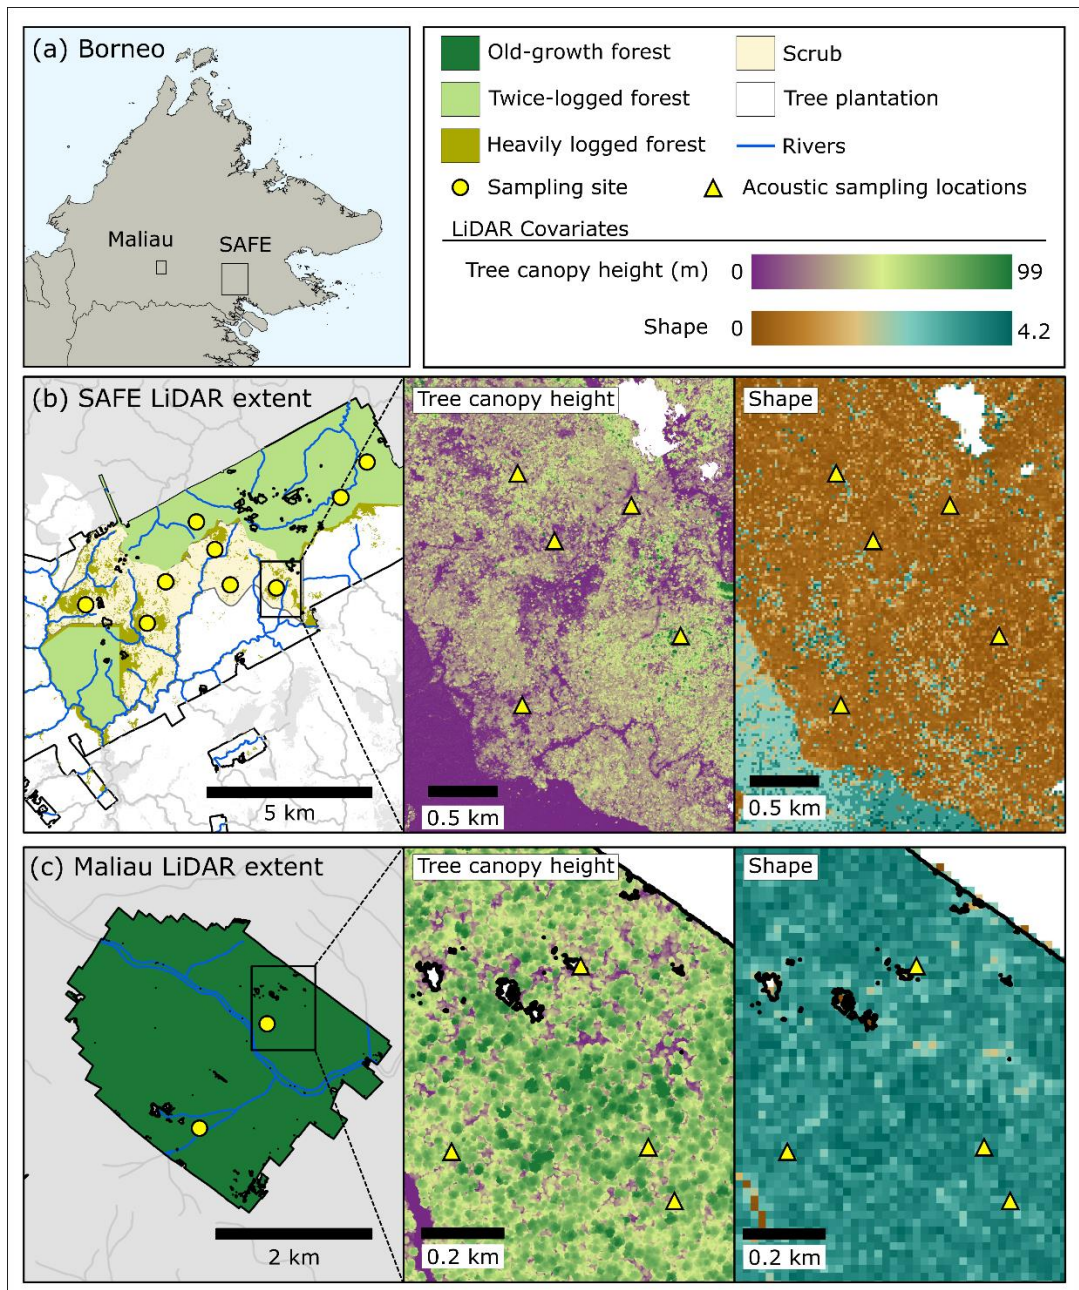 (a) Borneo
Maliau
SAFE
Old-growth forest
Scrub
Twice-logged forest
Tree plantation
Heavily logged forest
Rivers
Sampling site
Acoustic sampling locations
LiDAR Covariates
Tree canopy height (m) 0 99
Shape 0 4.2
(b) SAFE LiDAR extent
5 km
Tree canopy height
0.5 km
Shape
0.5 km
(c) Maliau LiDAR extent
2 km
Tree canopy height
0.2 km
Shape
0.2 km